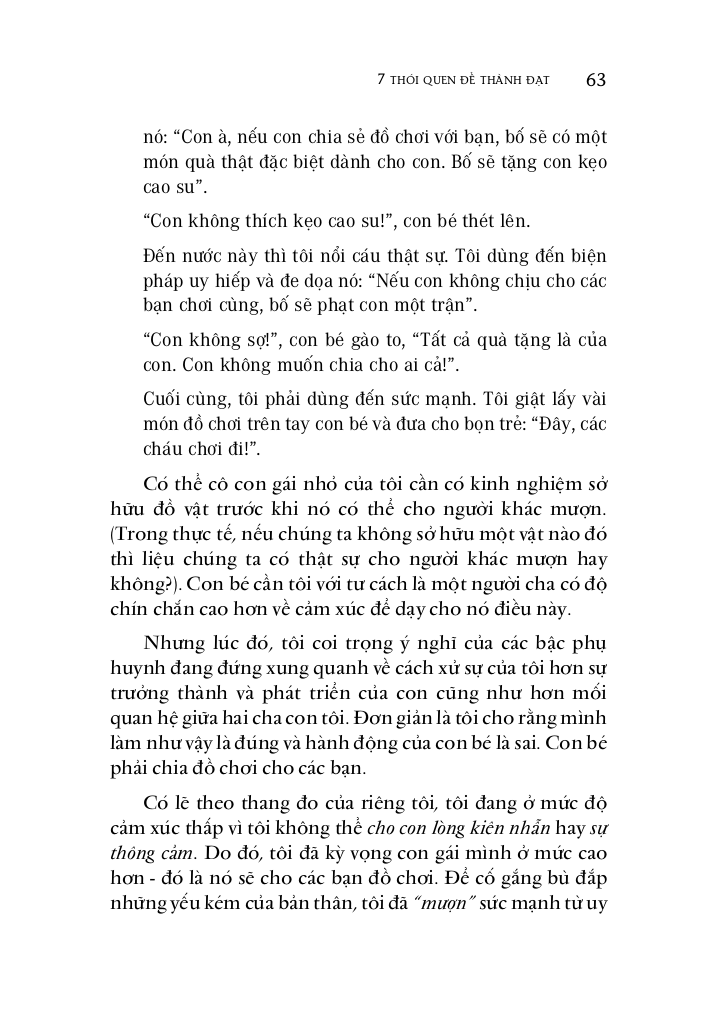 7 THÓI QUEN ĐỂ THÀNH ĐẠT 63
nó: “Con à, nếu con chia sẻ đồ chơi với bạn, bố sẽ có một
món quà thật đặc biệt dành cho con. Bố sẽ tặng con kẹo
cao su”.
“Con không thích kẹo cao su!”, con bé thét lên.
Đến nước này thì tôi nổi cáu thật sự. Tôi dùng đến biện
pháp uy hiếp và đe dọa nó: “Nếu con không chịu cho các
bạn chơi cùng, bố sẽ phạt con một trận”.
“Con không sợ!”, con bé gào to, “Tất cả quà tặng là của
con. Con không muốn chia cho ai cả!”.
Cuối cùng, tôi phải dùng đến sức mạnh. Tôi giật lấy vài
món đồ chơi trên tay con bé và đưa cho bọn trẻ: “Đây, các
cháu chơi đi!”.
Có thể cô con gái nhỏ của tôi cần có kinh nghiệm sở
hữu đồ vật trước khi nó có thể cho người khác mượn.
(Trong thực tế, nếu chúng ta không sở hữu một vật nào đó
thì liệu chúng ta có thật sự cho người khác mượn hay
không?). Con bé cần tôi với tư cách là một người cha có độ
chín chắn cao hơn về cảm xúc để dạy cho nó điều này.
Nhưng lúc đó, tôi coi trọng ý nghĩ của các bậc phụ
huynh đang đứng xung quanh về cách xử sự của tôi hơn sự
trưởng thành và phát triển của con cũng như hơn mối
quan hệ giữa hai cha con tôi. Đơn giản là tôi cho rằng mình
làm như vậy là đúng và hành động của con bé là sai. Con bé
phải chia đồ chơi cho các bạn.
Có lẽ theo thang đo của riêng tôi, tôi đang ở mức độ
cảm xúc thấp vì tôi không thể cho con lòng kiên nhẫn hay sự
thông cảm. Do đó, tôi đã kỳ vọng con gái mình ở mức cao
hơn - đó là nó sẽ cho các bạn đồ chơi. Để cố gắng bù đắp
những yếu kém của bản thân, tôi đã “mượn” sức mạnh từ uy